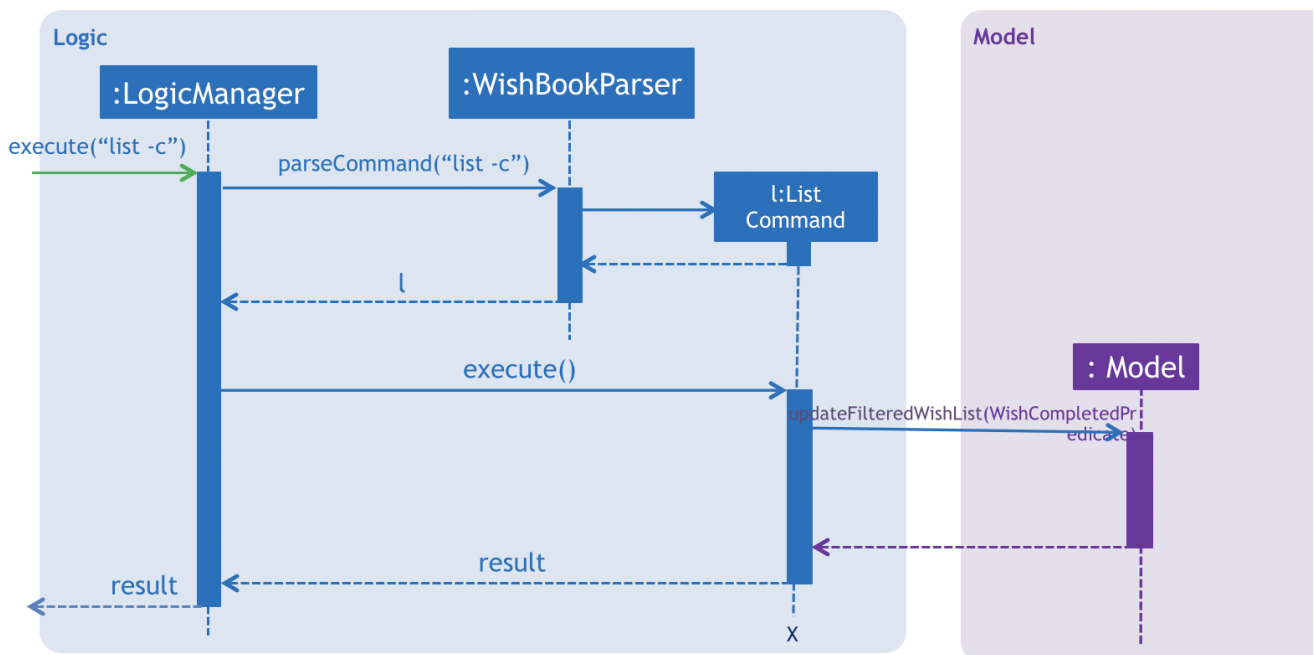 Logic
Model
:LogicManager
:WishBookParser
execute(“list -c”)
parseCommand(“list -c”)
l:List
Command
l
execute()
: Model
updateFilteredWishList(WishCompletedPr
edicate)
result
result
X